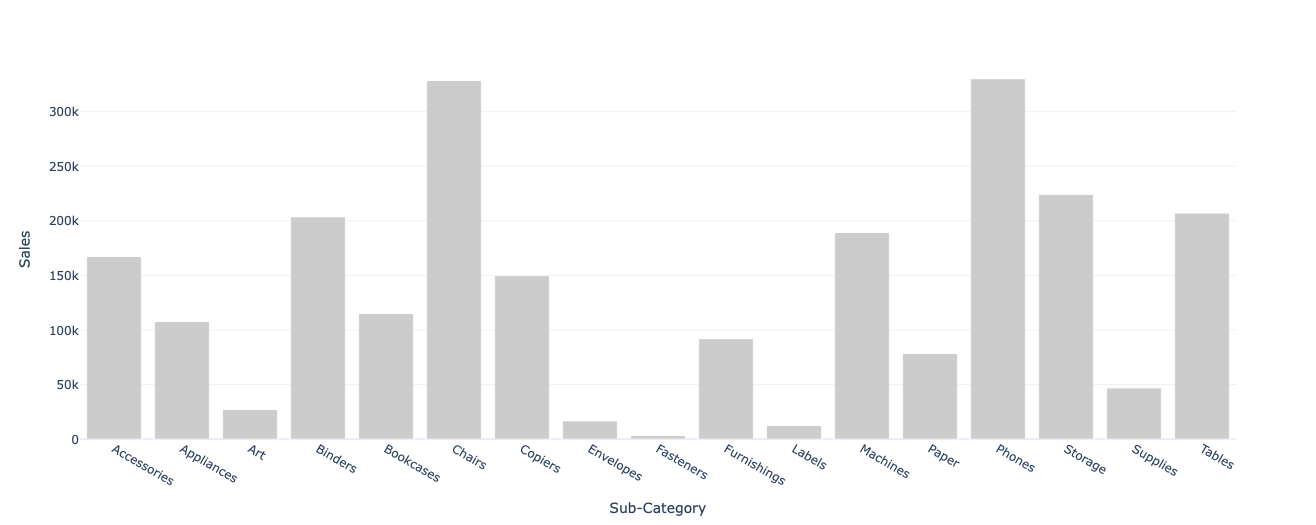 300k
250k
200k
150k
100k
50k
0
Sales
Accessories
Appliances
Art
Binders
Bookcases
Chairs
Copiers
Envelopes
Fasteners
Furnishings
Labels
Machines
Paper
Phones
Storage
Supplies
Tables
Sub-Category